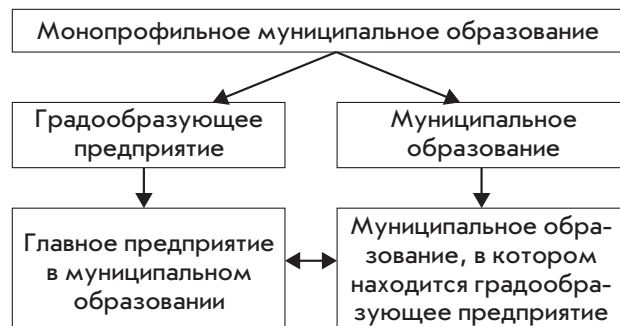 Монопрофильное муниципальное образование
Градообразующее
предприятие
Муниципальное
образование
Главное предприятие
в муниципальном
образовании
Муниципальное обра-
зование, в котором
находится градообра-
зующее предприятие